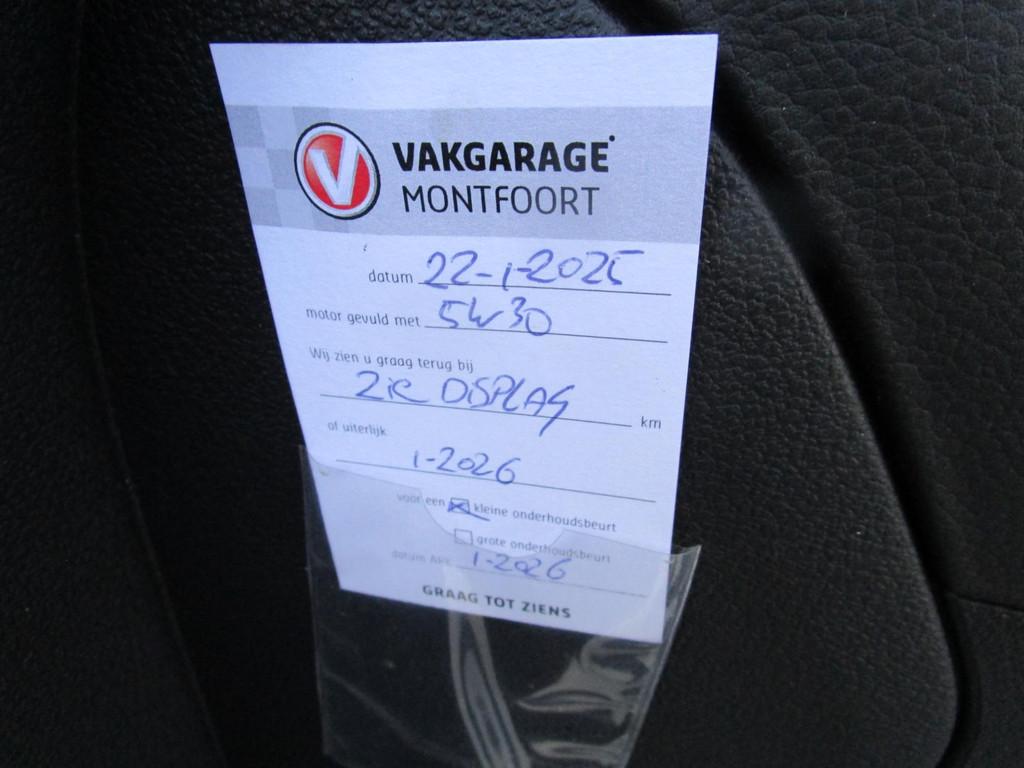 V VAKGARAGE
MONTFOORT
datum 22-1-2025
motor gevuld met 5W30
Wij zien u graag terug bij
ZIE DISPLAY km
of uiterlijk
1-2026
voor een kleine onderhoudsbeurt
grote onderhoudsbeurt
datum APK 1-2026
GRAAG TOT ZIENS